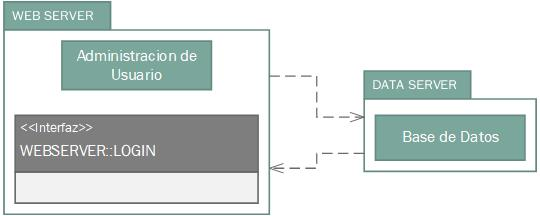 WEB SERVER
Administracion de
Usuario
<<Interfaz>>
WEBSERVER::LOGIN
DATA SERVER
Base de Datos